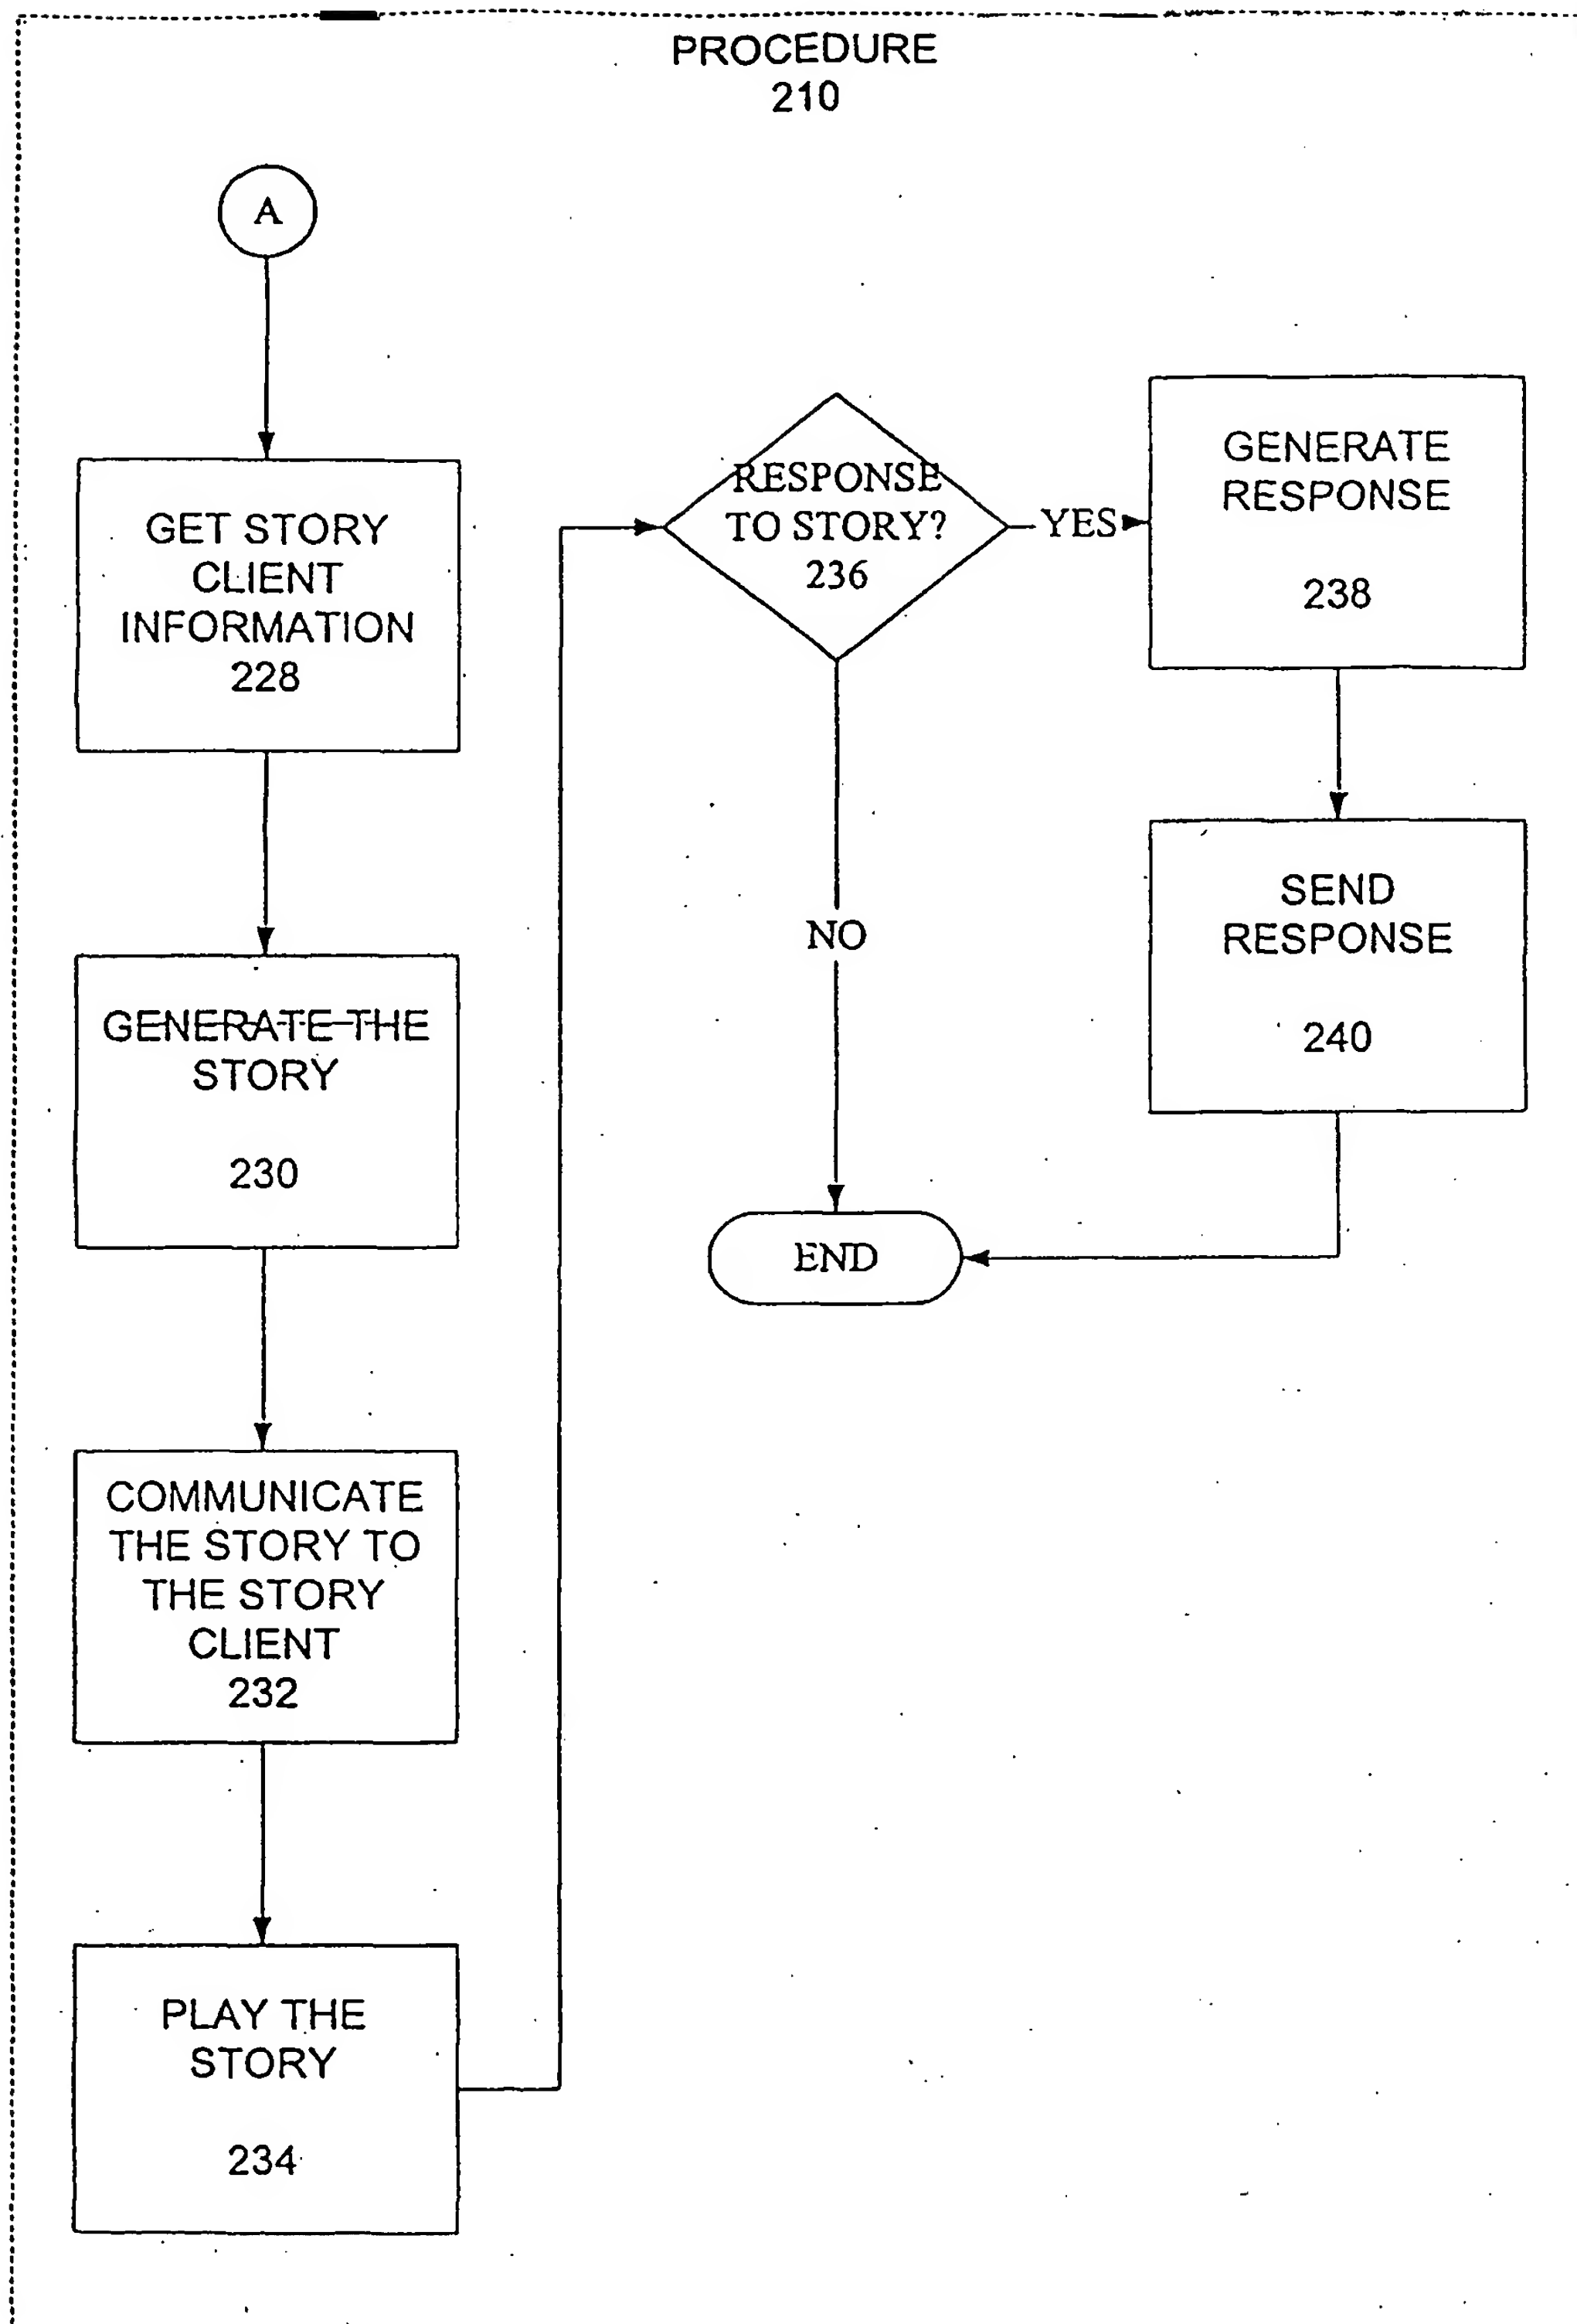 PROCEDURE
210
A
GET STORY
CLIENT
INFORMATION
228
GENERATE THE
STORY
230
COMMUNICATE
THE STORY TO
THE STORY
CLIENT
232
PLAY THE
STORY
234
RESPONSE
TO STORY?
236
YES
NO
GENERATE
RESPONSE
238
SEND
RESPONSE
240
END